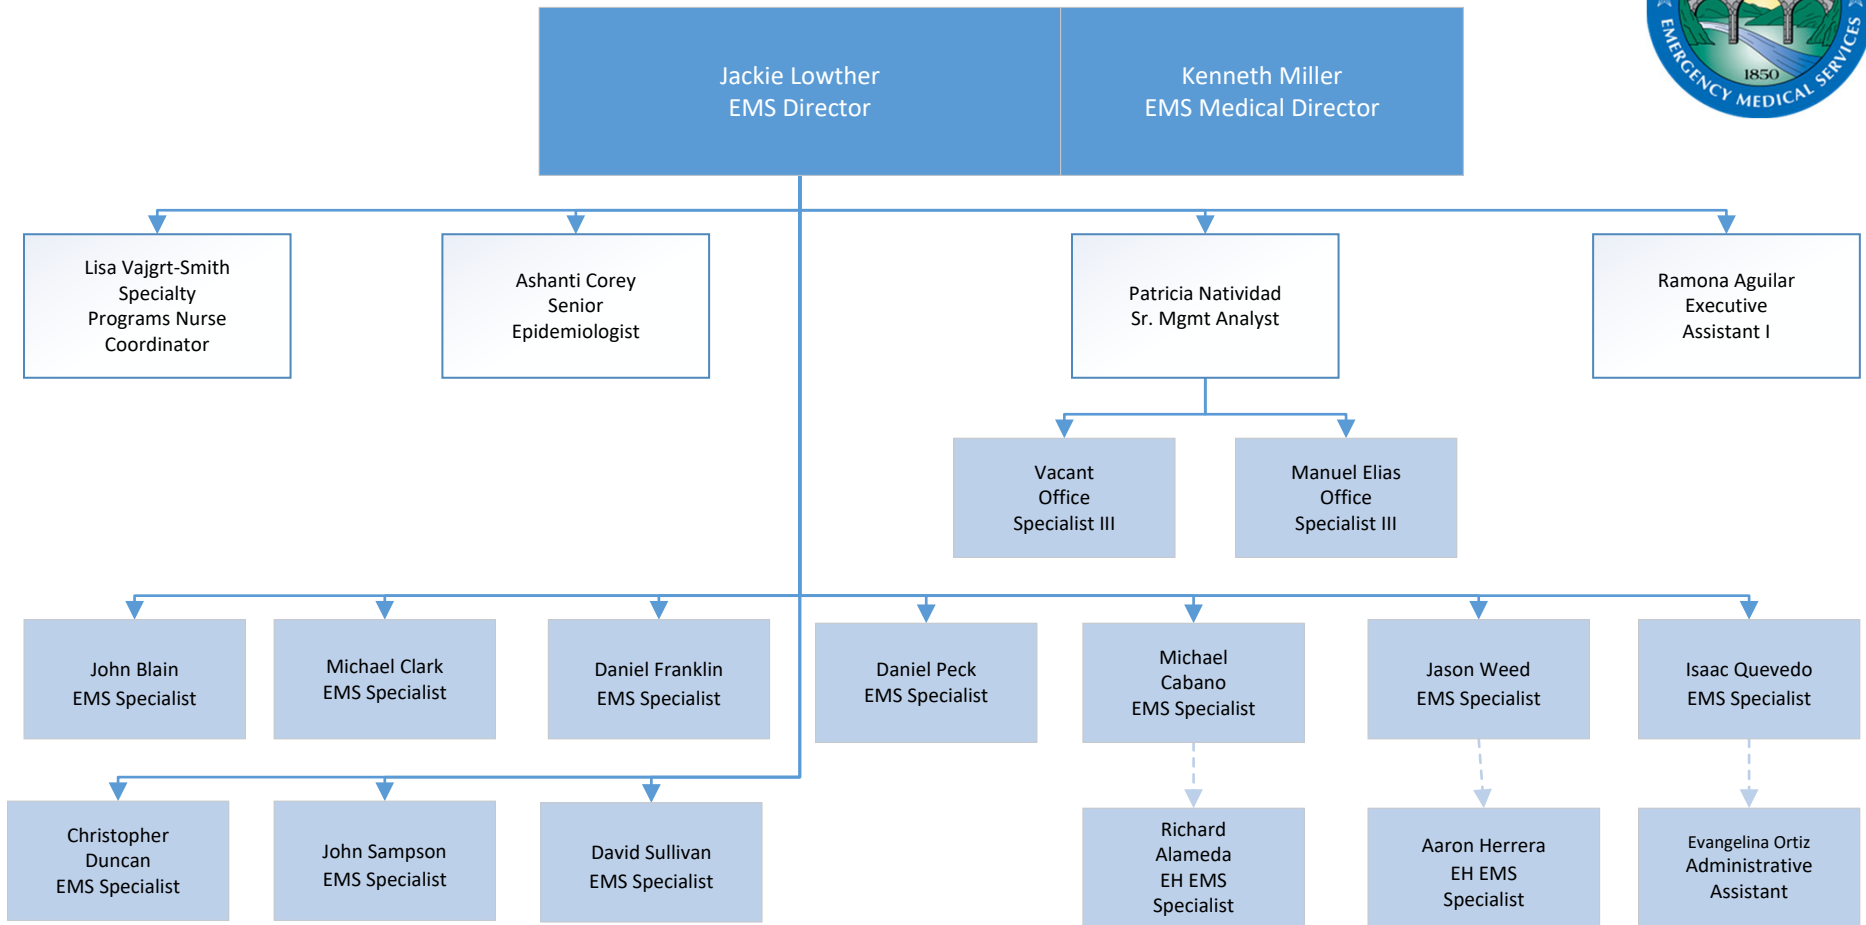 Jackie Lowther
EMS Director
Kenneth Miller
EMS Medical Director
EMERGENCY MEDICAL SERVICES
1850
Lisa Vajgrt-Smith
Specialty
Programs Nurse
Coordinator
Ashanti Corey
Senior
Epidemiologist
Patricia Natividad
Sr. Mgmt Analyst
Ramona Aguilar
Executive
Assistant I
Vacant
Office
Specialist III
Manuel Elias
Office
Specialist III
John Blain
EMS Specialist
Michael Clark
EMS Specialist
Daniel Franklin
EMS Specialist
Daniel Peck
EMS Specialist
Michael
Cabano
EMS Specialist
Jason Weed
EMS Specialist
Isaac Quevedo
EMS Specialist
Christopher
Duncan
EMS Specialist
John Sampson
EMS Specialist
David Sullivan
EMS Specialist
Richard
Alameda
EH EMS
Specialist
Aaron Herrera
EH EMS
Specialist
Evangelina Ortiz
Administrative
Assistant